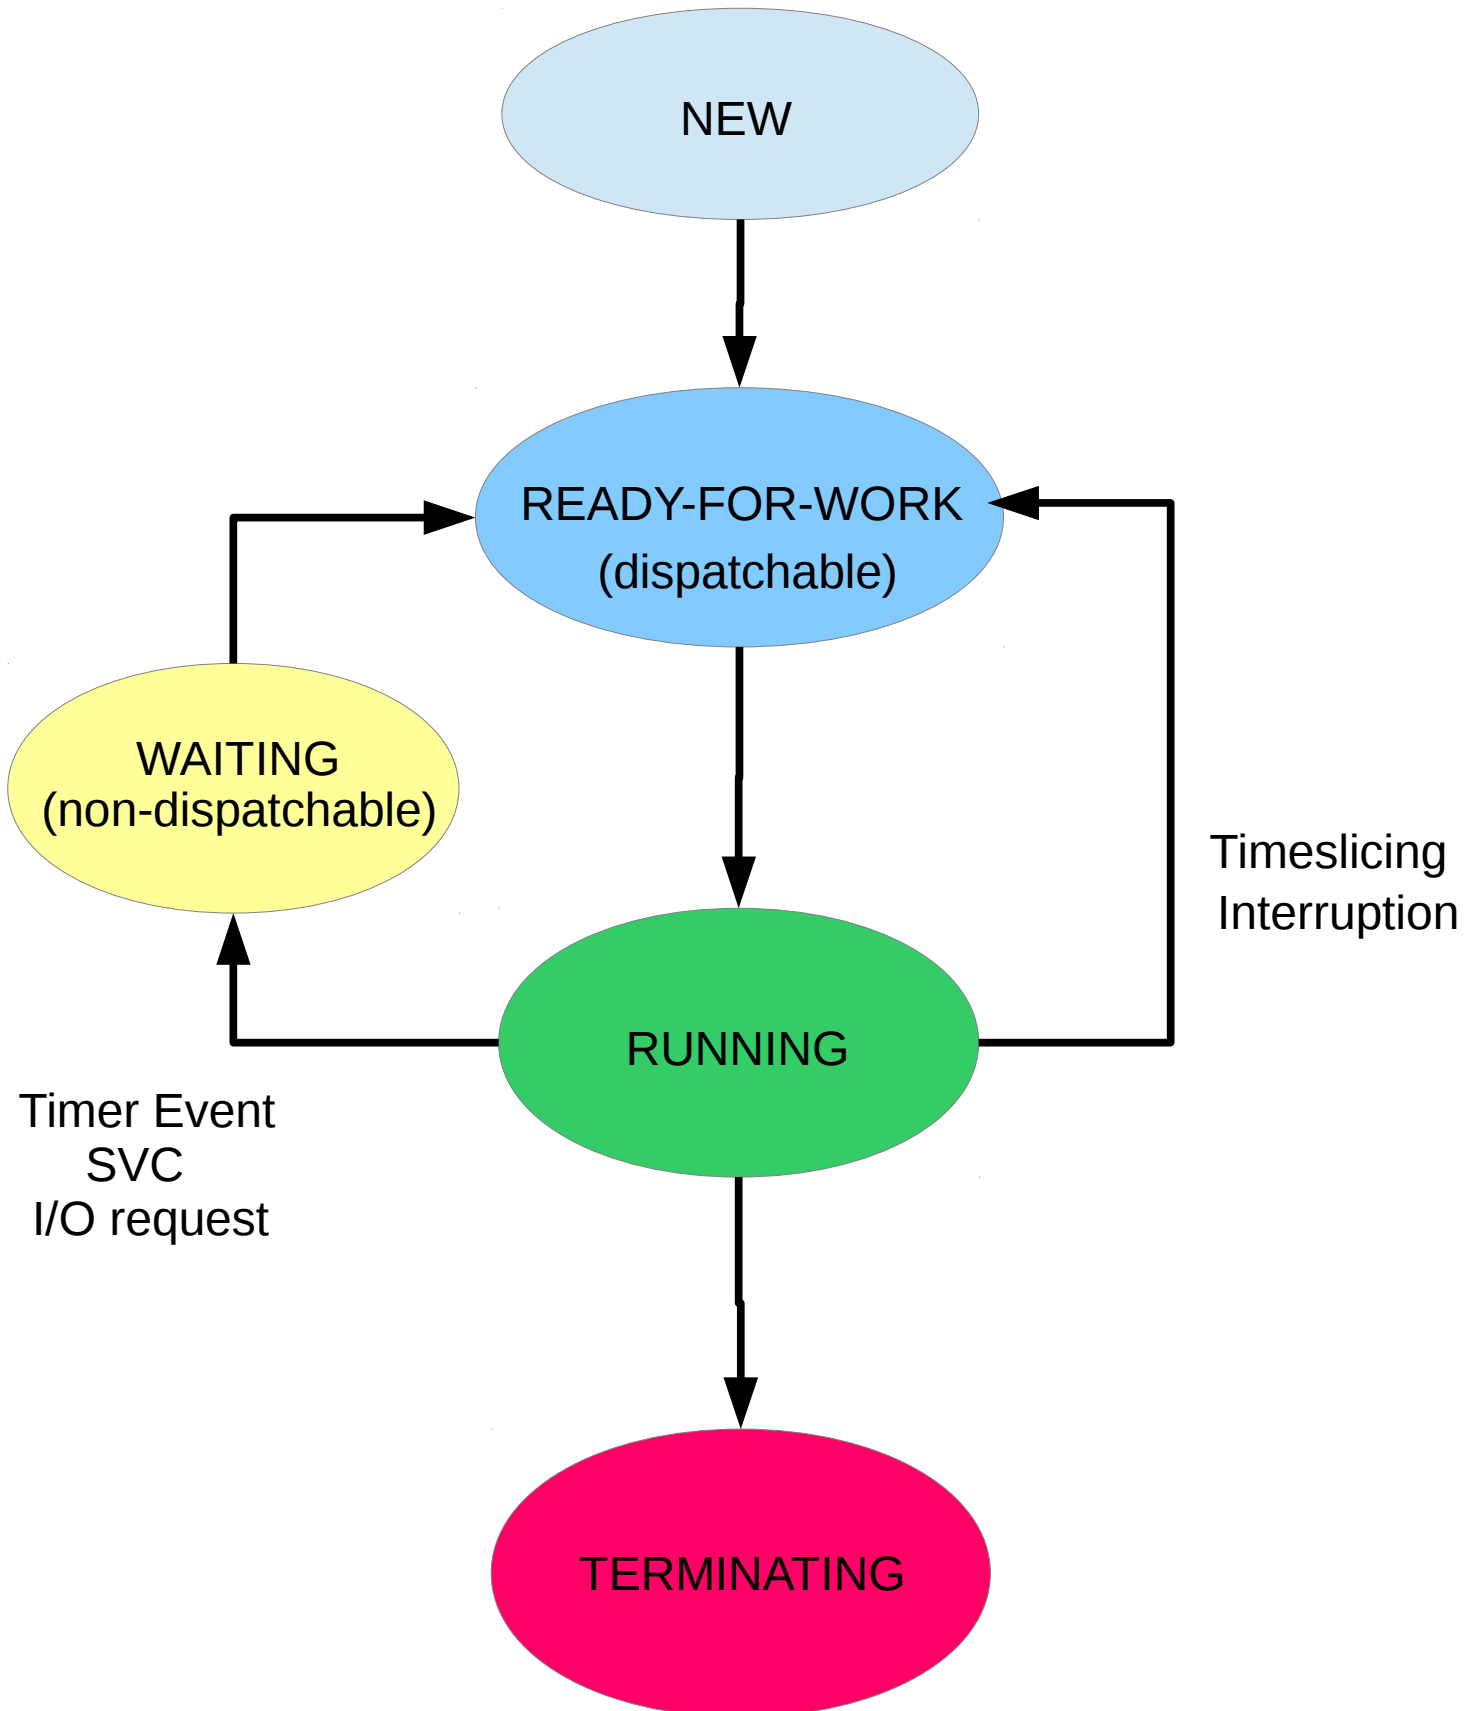 NEW
READY-FOR-WORK
(dispatchable)
WAITING
(non-dispatchable)
Timeslicing
Interruption
RUNNING
Timer Event
SVC
I/O request
TERMINATING